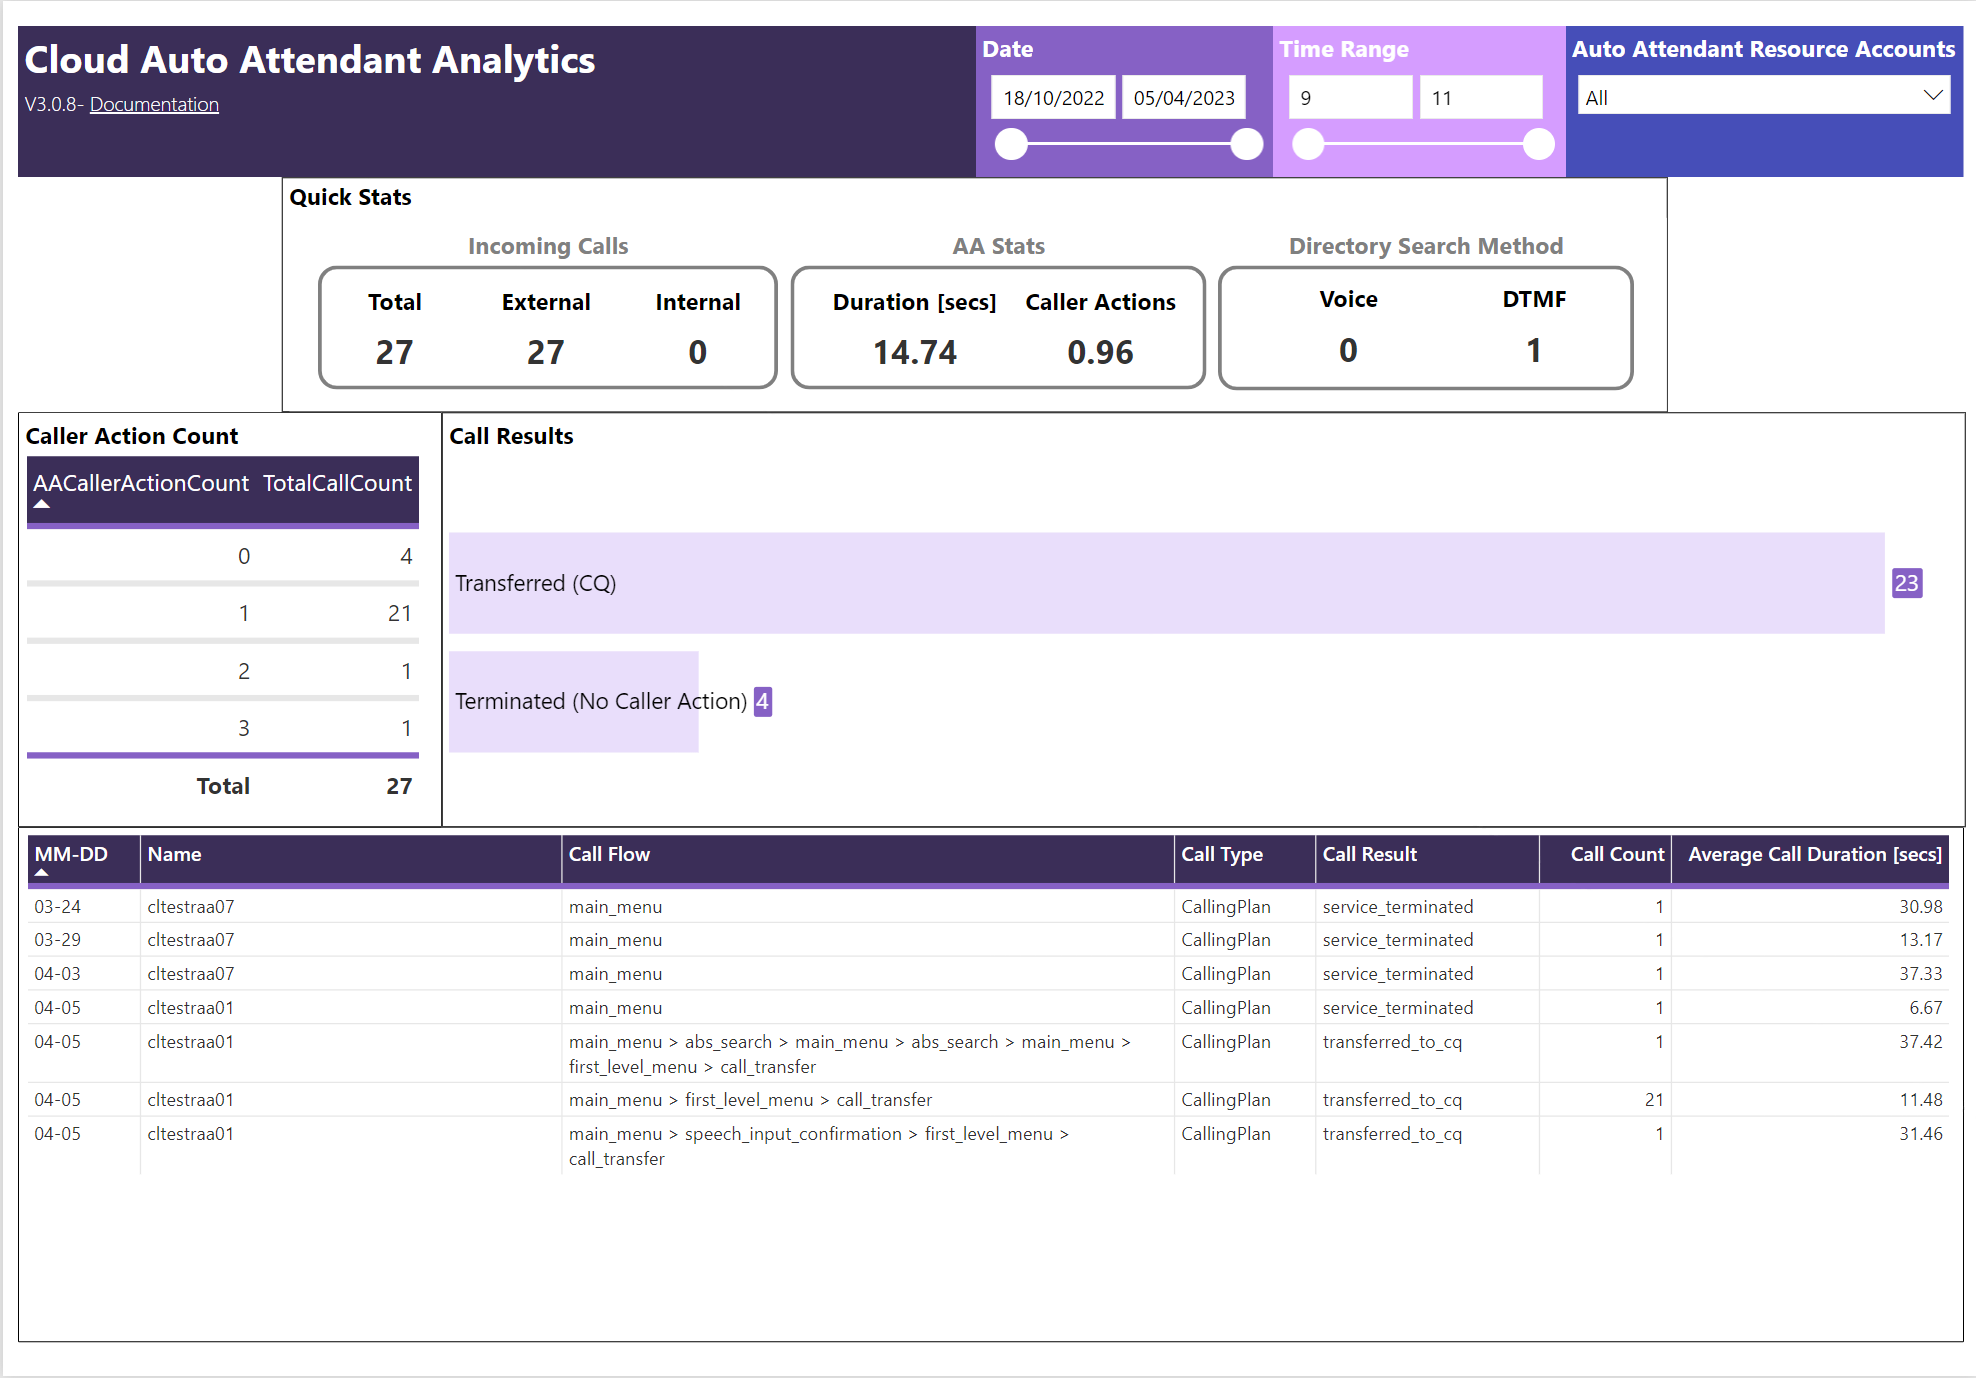 Cloud Auto Attendant Analytics
V3.0.8- Documentation
Date
18/10/2022 05/04/2023
Time Range
9 11
Auto Attendant Resource Accounts
All
Quick Stats
Incoming Calls
Total External Internal
27 27 0
AA Stats
Duration [secs] Caller Actions
14.74 0.96
Directory Search Method
Voice DTMF
0 1
Caller Action Count
AACallerActionCount TotalCallCount
0 4
1 21
2 1
3 1
Total 27
Call Results
Transferred (CQ) 23
Terminated (No Caller Action) 4
MM-DD Name Call Flow Call Type Call Result Call Count Average Call Duration [secs]
03-24 cltestraa07 main_menu CallingPlan service_terminated 1 30.98
03-29 cltestraa07 main_menu CallingPlan service_terminated 1 13.17
04-03 cltestraa07 main_menu CallingPlan service_terminated 1 37.33
04-05 cltestraa01 main_menu CallingPlan service_terminated 1 6.67
04-05 cltestraa01 main_menu > abs_search > main_menu > abs_search > main_menu > CallingPlan transferred_to_cq 1 37.42
first_level_menu > call_transfer
04-05 cltestraa01 main_menu > first_level_menu > call_transfer CallingPlan transferred_to_cq 21 11.48
04-05 cltestraa01 main_menu > speech_input_confirmation > first_level_menu > CallingPlan transferred_to_cq 1 31.46
call_transfer